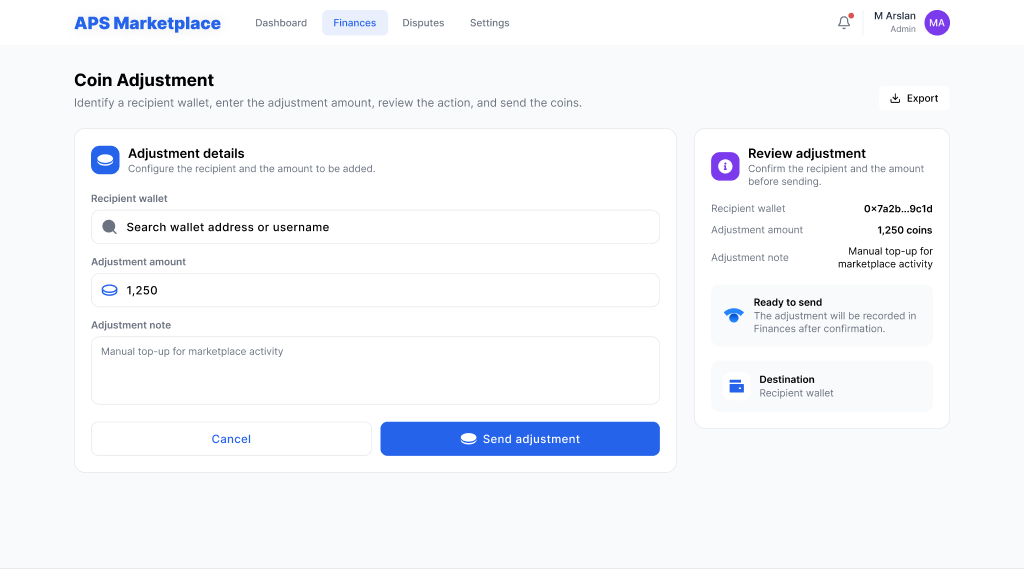 APS Marketplace
Dashboard
Finances
Disputes
Settings
M Arslan
Admin
MA
Coin Adjustment
Identify a recipient wallet, enter the adjustment amount, review the action, and send the coins.
Export
Adjustment details
Configure the recipient and the amount to be added.
Recipient wallet
Search wallet address or username
Adjustment amount
1,250
Adjustment note
Manual top-up for marketplace activity
Cancel
Send adjustment
Review adjustment
Confirm the recipient and the amount
before sending.
Recipient wallet
0×7a2b...9c1d
Adjustment amount
1,250 coins
Adjustment note
Manual top-up for
marketplace activity
Ready to send
The adjustment will be recorded in
Finances after confirmation.
Destination
Recipient wallet